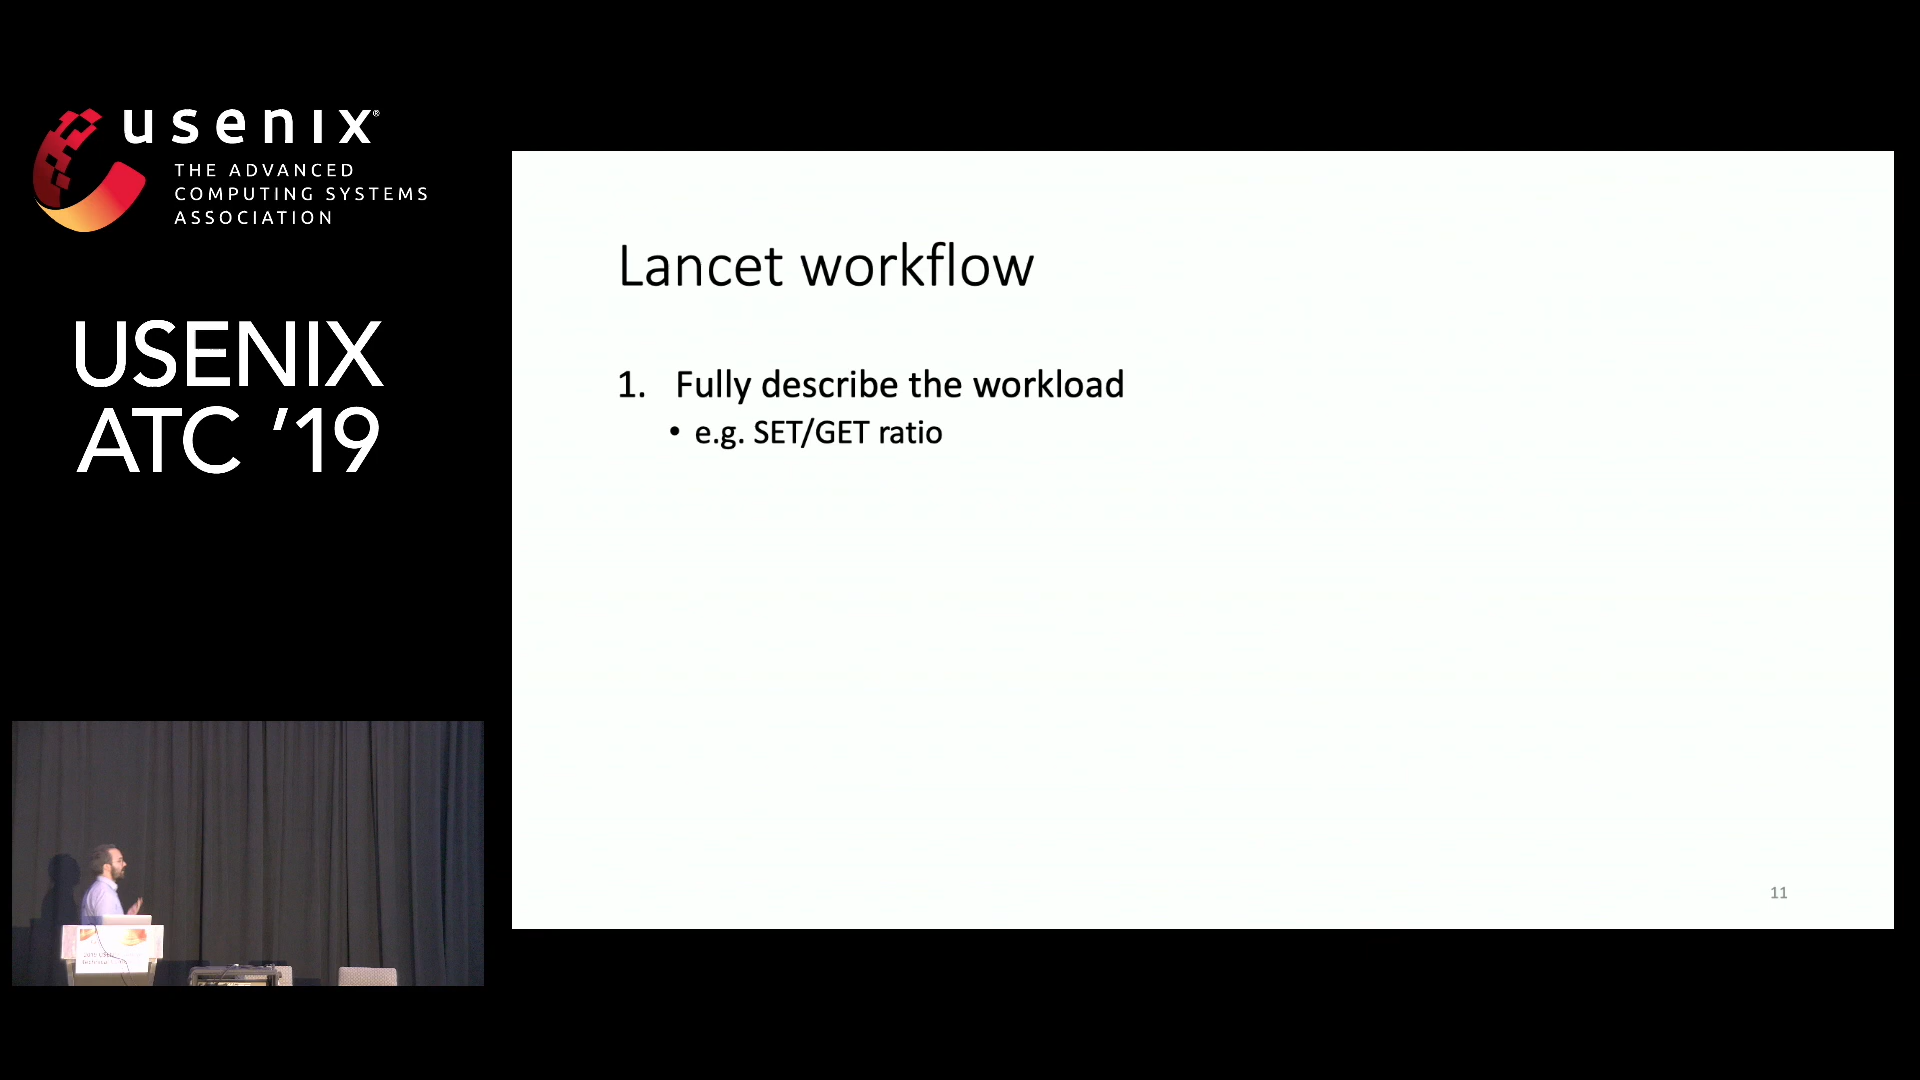 usenix®
THE ADVANCED
COMPUTING SYSTEMS
ASSOCIATION
USENIX
ATC ’19
Lancet workflow
1. Fully describe the workload
• e.g. SET/GET ratio
11